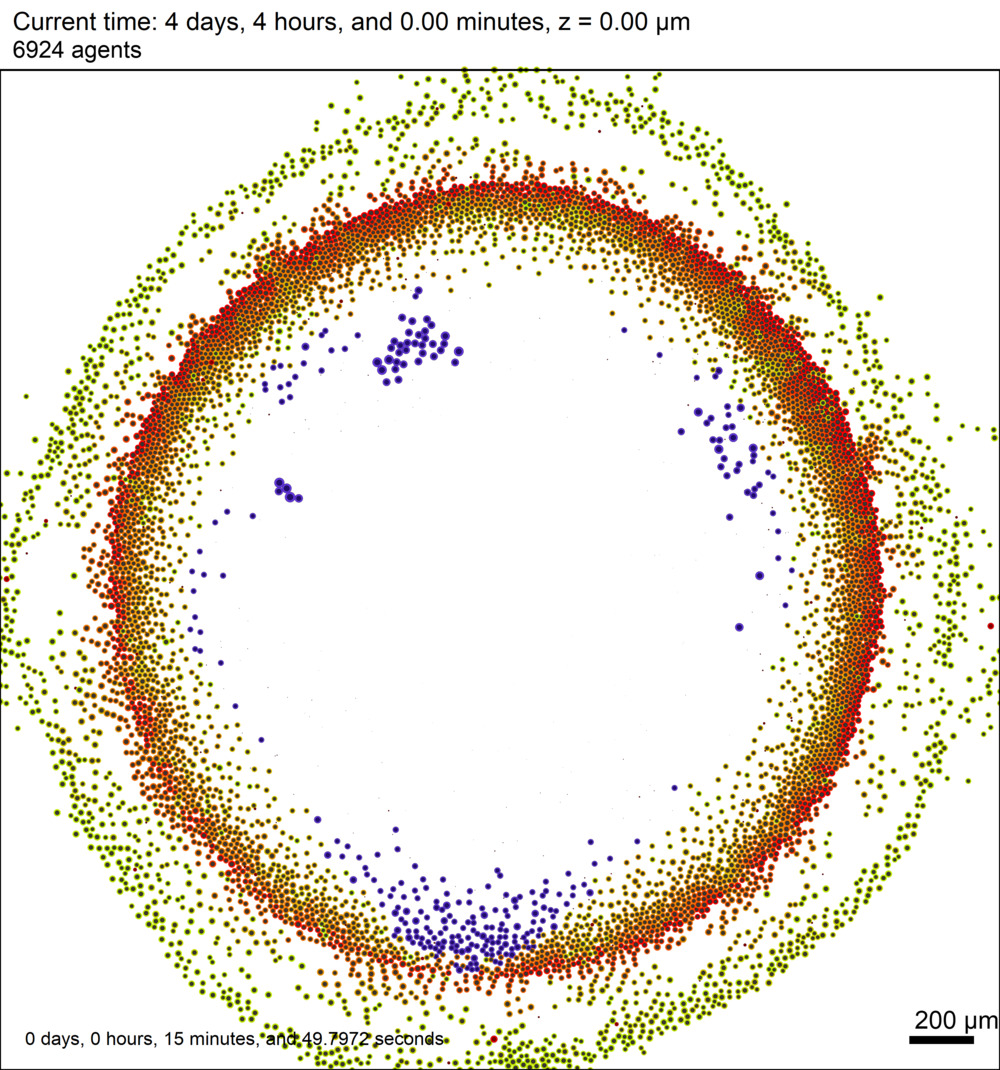 Current time: 4 days, 4 hours, and 0.00 minutes, z = 0.00 μm
6924 agents
200 μm
0 days, 0 hours, 15 minutes, and 49.7972 seconds